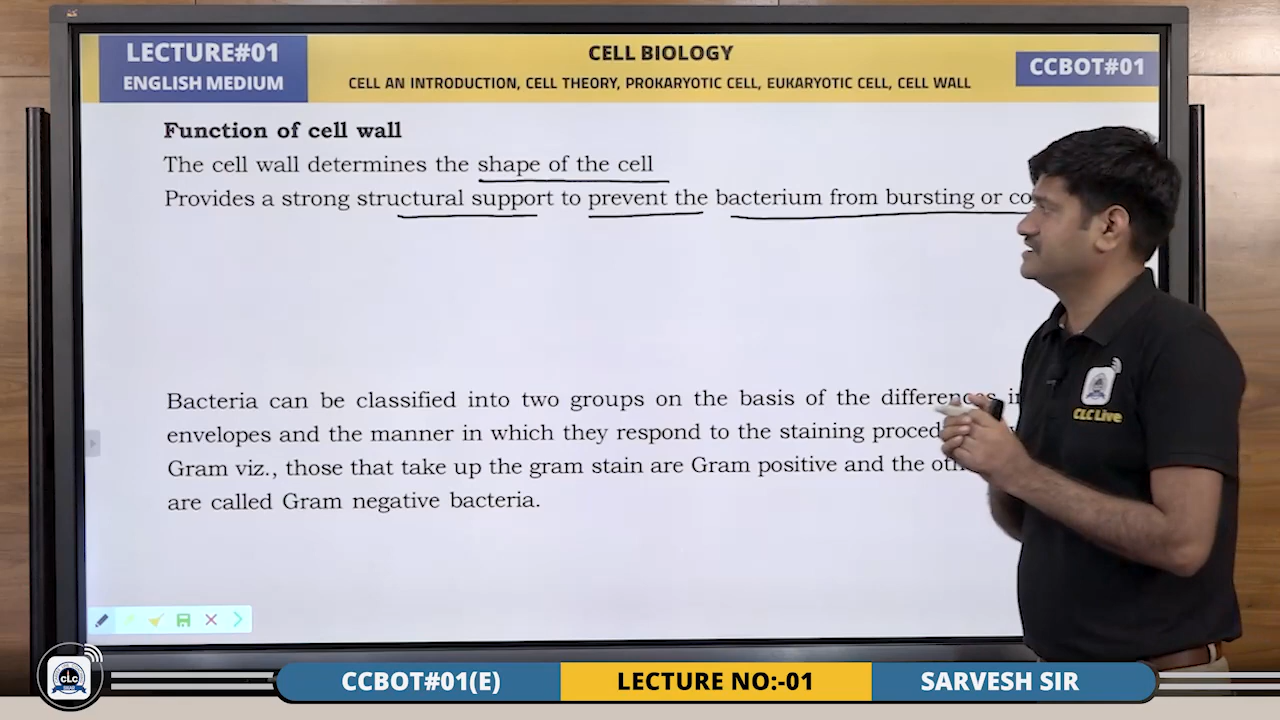 LECTURE#01
ENGLISH MEDIUM
CELL BIOLOGY
CELL AN INTRODUCTION, CELL THEORY, PROKARYOTIC CELL, EUKARYOTIC CELL, CELL WALL
CCBOT#01
Function of cell wall
The cell wall determines the shape of the cell
Provides a strong structural support to prevent the bacterium from bursting or
Bacteria can be classified into two groups on the basis of the differences
envelopes and the manner in which they respond to the staining
Gram viz., those that take up the gram stain are Gram positive and the
are called Gram negative bacteria.
CLC Live
CLC
CCBOT#01(E)
LECTURE NO:-01
SARVESH SIR